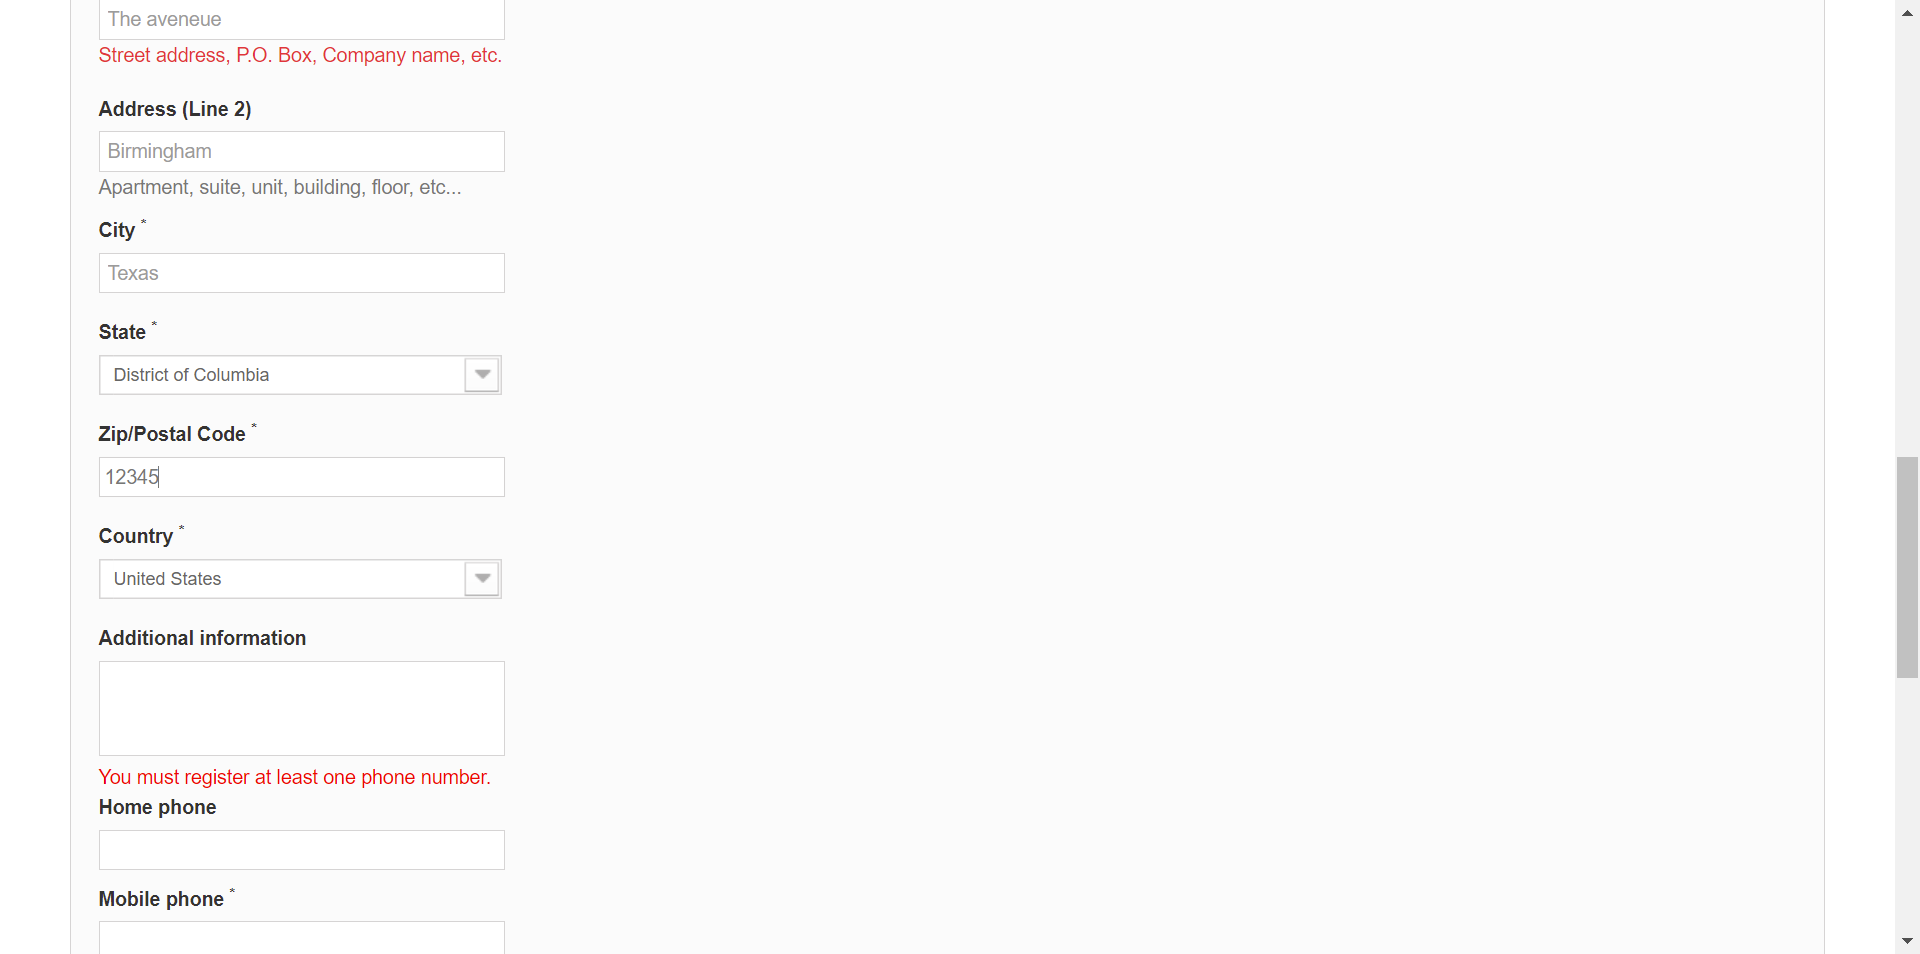 The aveneue
Street address, P.O. Box, Company name, etc.
Address (Line 2)
Birmingham
Apartment, suite, unit, building, floor, etc...
City *
Texas
State *
District of Columbia
Zip/Postal Code *
12345
Country *
United States
Additional information
You must register at least one phone number.
Home phone
Mobile phone *